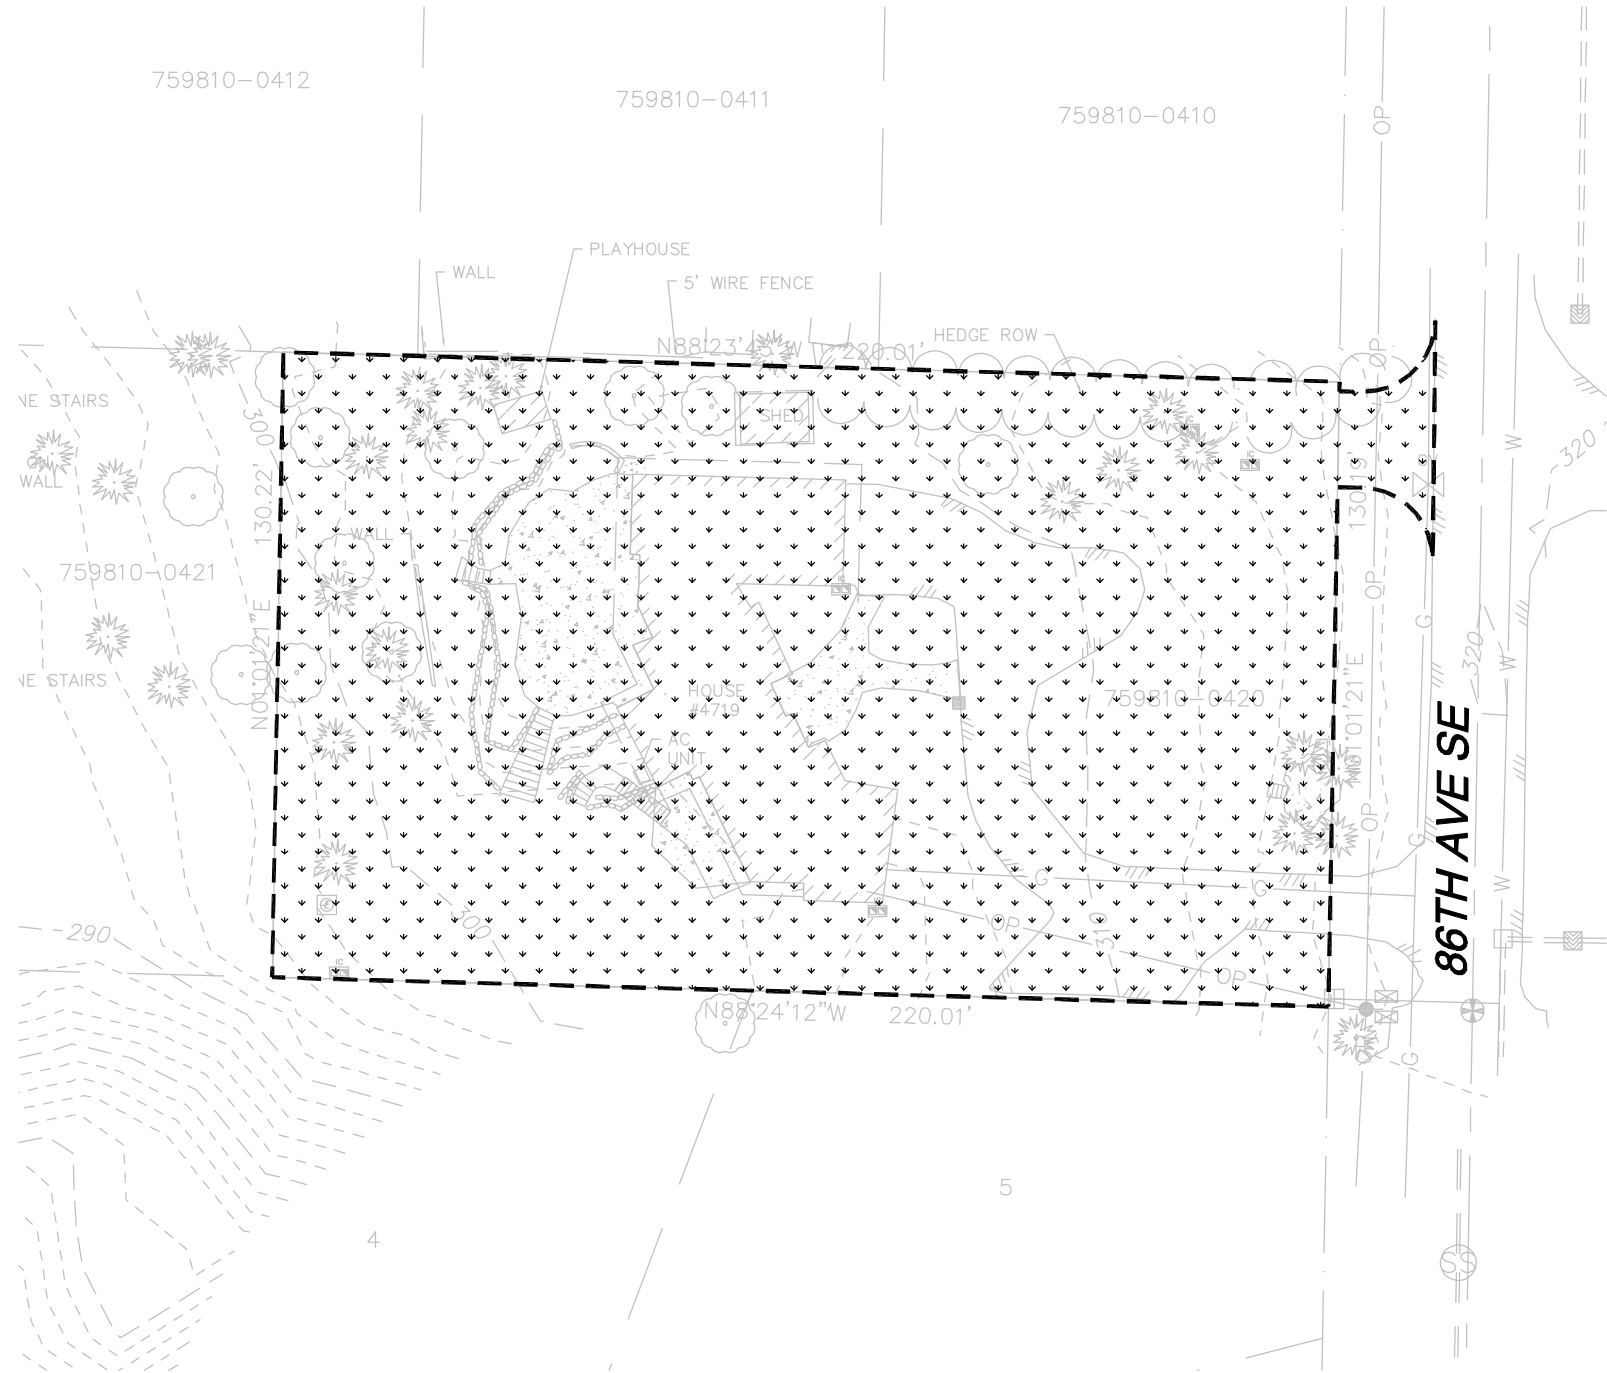 759810-0412
759810-0411
759810-0410
OP
PLAYHOUSE
WALL
5' WIRE FENCE
HEDGE ROW
N88°23'43"W 220.01'
OP
NE STAIRS
300
SHED
W
320
WALL
130.22'
130.19'
WALL
759810-0421
OP
N01°01'21"E
G
320
W
NE STAIRS
HOUSE
#4719
759810-0420
N01°01'21"E
AC
UNIT
86TH AVE SE
OP
G
G
G
W
IC
300
290
OP
310
OP
IC
N88°24'12"W 220.01'
G
5
4
SS